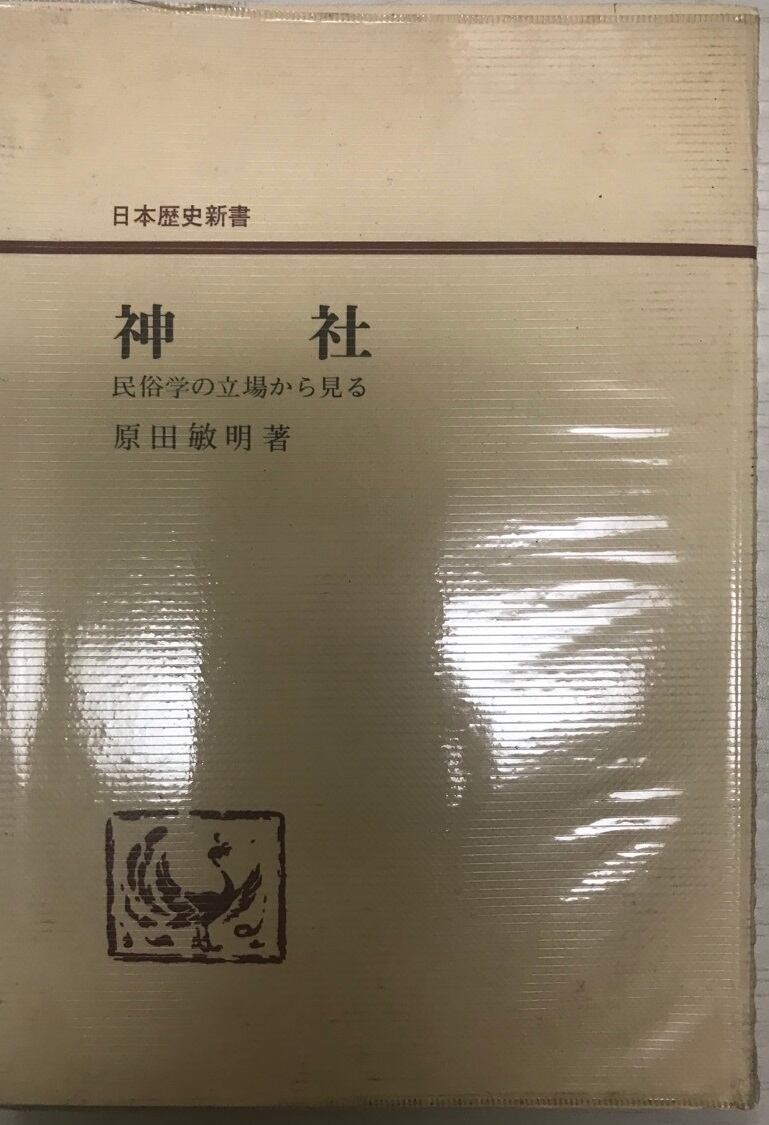 日本歴史新書
神社
民俗学の立場から見る
原田敏明著